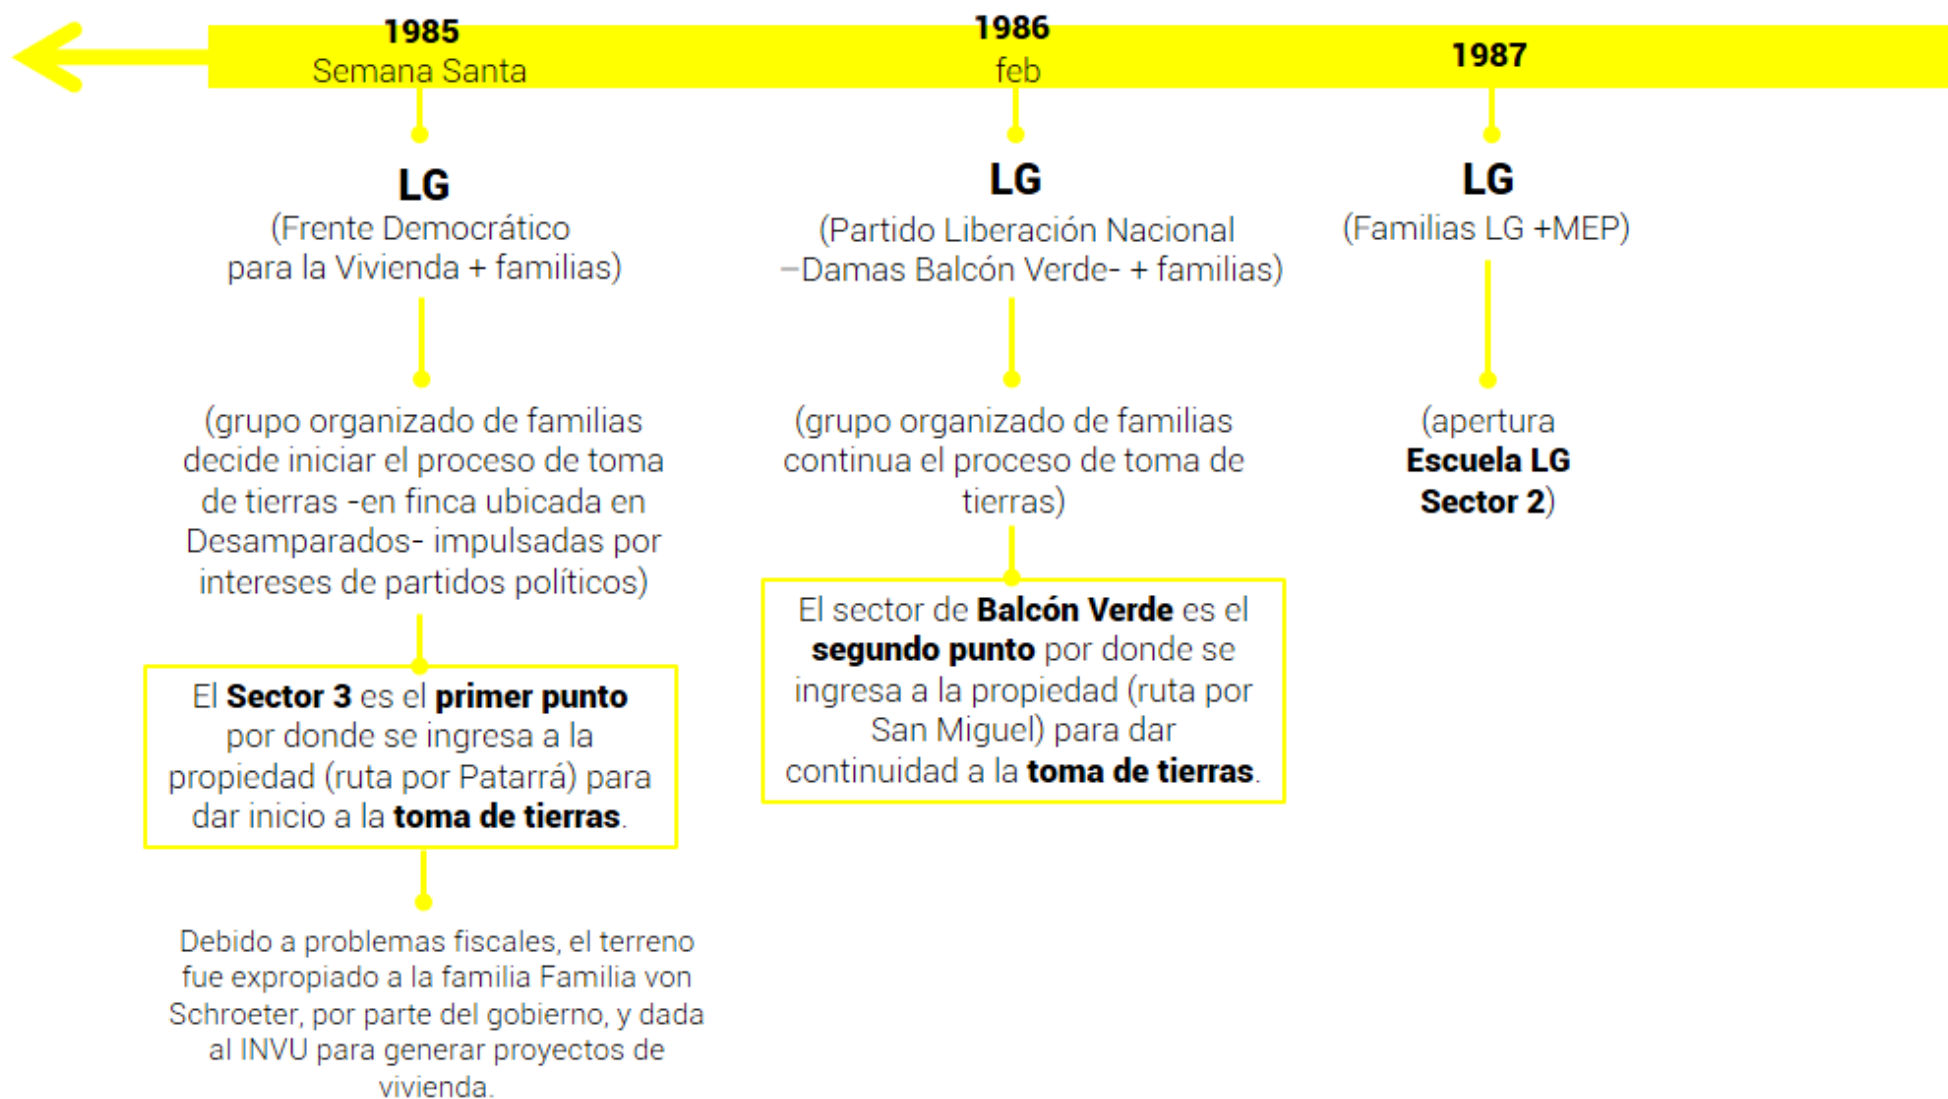 1985
Semana Santa
LG
(Frente Democrático
para la Vivienda + familias)
(grupo organizado de familias
decide iniciar el proceso de toma
de tierras -en finca ubicada en
Desamparados- impulsadas por
intereses de partidos políticos)
El Sector 3 es el primer punto
por donde se ingresa a la
propiedad (ruta por Patarrá) para
dar inicio a la toma de tierras.
Debido a problemas fiscales, el terreno
fue expropiado a la familia Familia von
Schroeter, por parte del gobierno, y dada
al INVU para generar proyectos de
vivienda.
1986
feb
LG
(Partido Liberación Nacional
–Damas Balcón Verde- + familias)
(grupo organizado de familias
continua el proceso de toma de
tierras)
El sector de Balcón Verde es el
segundo punto por donde se
ingresa a la propiedad (ruta por
San Miguel) para dar
continuidad a la toma de tierras.
1987
LG
(Familias LG +MEP)
(apertura
Escuela LG
Sector 2)